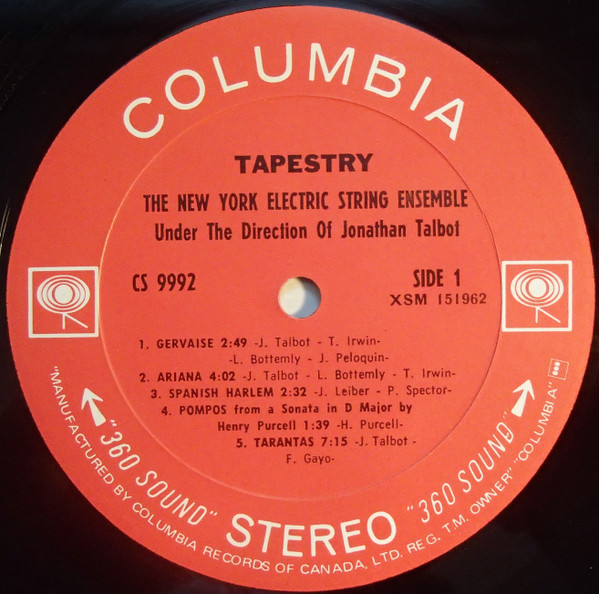 COLUMBIA
TAPESTRY
THE NEW YORK ELECTRIC STRING ENSEMBLE
Under The Direction Of Jonathan Talbot
CS 9992
SIDE 1
XSM 151962
1. GERVAISE 2:49 -J. Talbot - T. Irwin-
-L. Bottemly - J. Peloquin-
2. ARIANA 4:02 -J. Talbot - L. Bottemly - T. Irwin-
3. SPANISH HARLEM 2:32 -J. Leiber - P. Spector-
4. POMPOS from a Sonata in D Major by
Henry Purcell 1:39 -H. Purcell-
5. TARANTAS 7:15 -J. Talbot -
F. Gayo-
"360 SOUND" STEREO "360 SOUND"
"MANUFACTURED BY COLUMBIA RECORDS OF CANADA, LTD. REG. T.M. OWNER" "COLUMBIA"